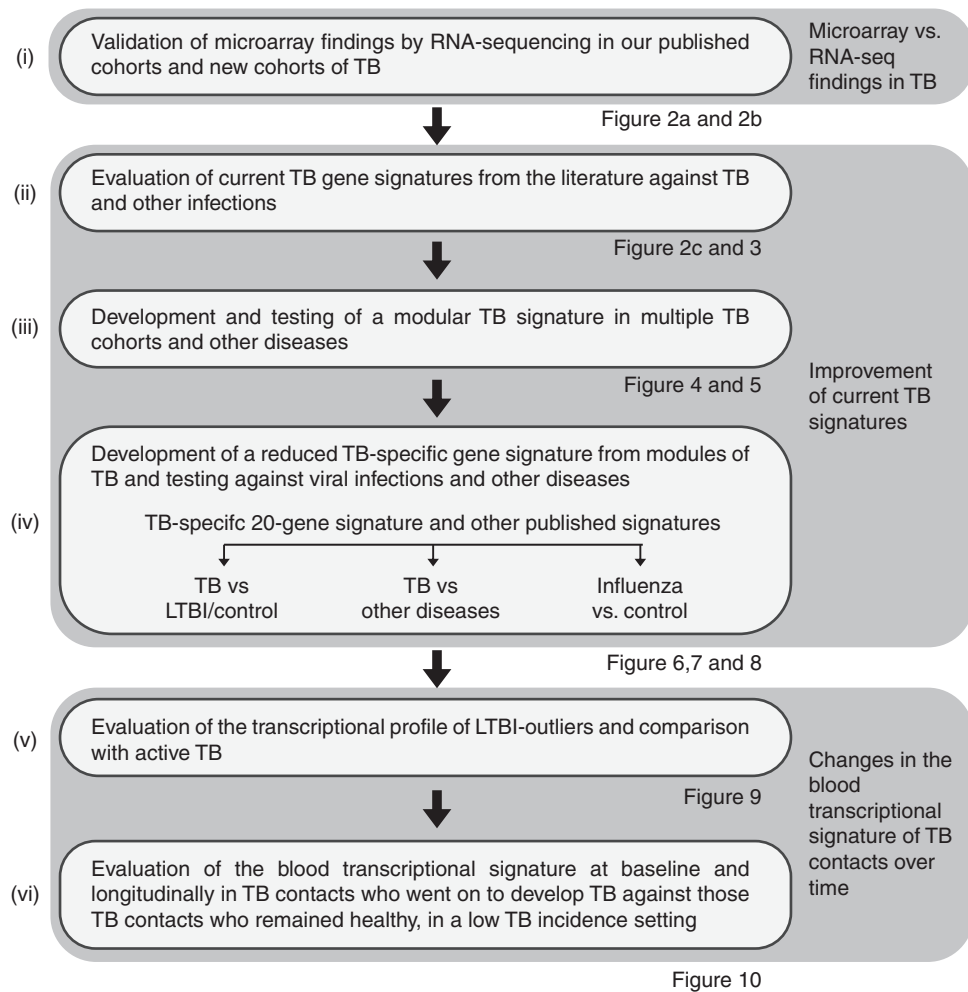 (i)
Validation of microarray findings by RNA-sequencing in our published
cohorts and new cohorts of TB
Microarray vs.
RNA-seq
findings in TB
Figure 2a and 2b
(ii)
Evaluation of current TB gene signatures from the literature against TB
and other infections
Figure 2c and 3
(iii)
Development and testing of a modular TB signature in multiple TB
cohorts and other diseases
Figure 4 and 5
Improvement
of current TB
signatures
(iv)
Development of a reduced TB-specific gene signature from modules of
TB and testing against viral infections and other diseases
TB-specifc 20-gene signature and other published signatures
TB vs
LTBI/control
TB vs
other diseases
Influenza
vs. control
Figure 6,7 and 8
(v)
Evaluation of the transcriptional profile of LTBI-outliers and comparison
with active TB
Figure 9
Changes in the
blood
transcriptional
signature of TB
contacts over
time
(vi)
Evaluation of the blood transcriptional signature at baseline and
longitudinally in TB contacts who went on to develop TB against those
TB contacts who remained healthy, in a low TB incidence setting
Figure 10